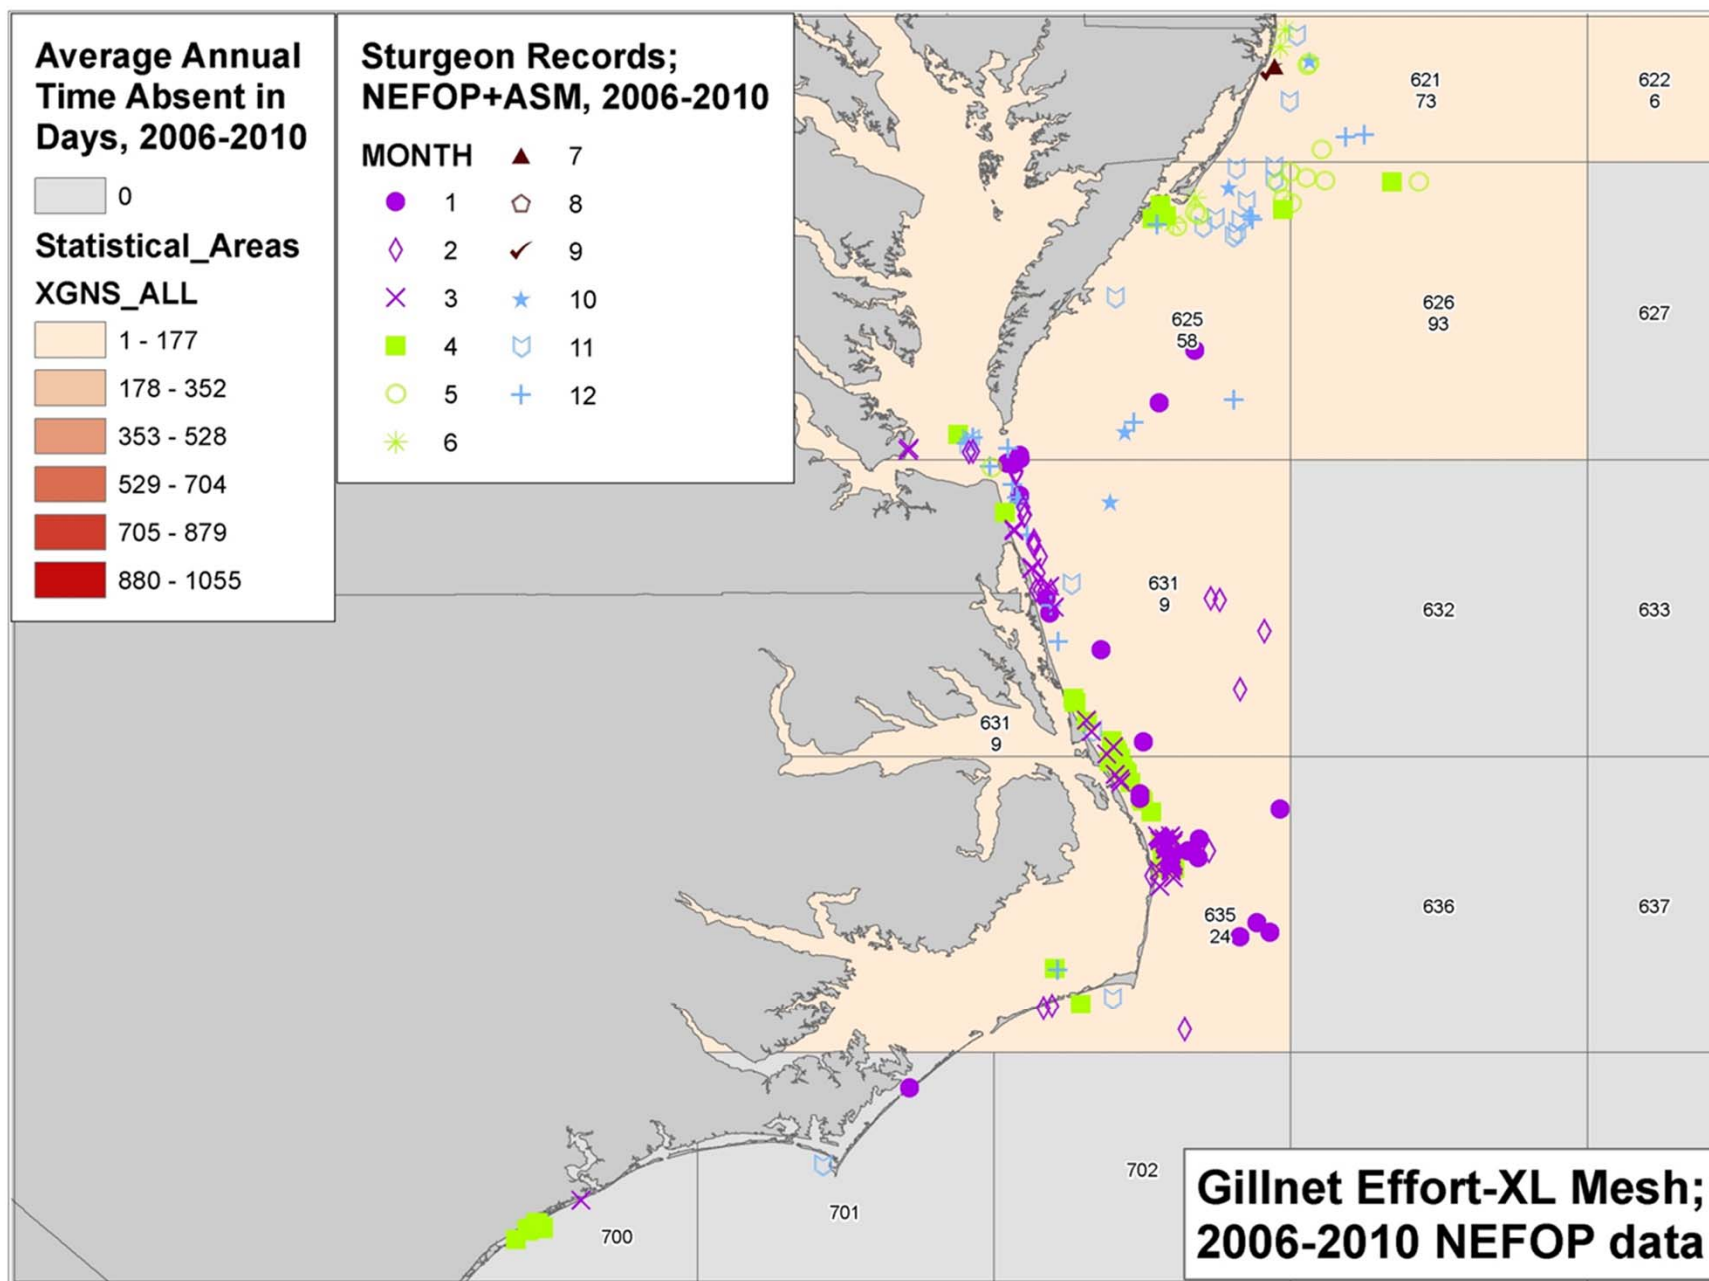 Average Annual
Time Absent in
Days, 2006-2010
0
Statistical_Areas
XGNS_ALL
1 - 177
178 - 352
353 - 528
529 - 704
705 - 879
880 - 1055
Sturgeon Records;
NEFOP+ASM, 2006-2010
MONTH
1
2
3
4
5
6
7
8
9
10
11
12
621
73
622
6
625
58
626
93
627
631
9
632
633
631
9
635
24
636
637
702
701
700
Gillnet Effort-XL Mesh;
2006-2010 NEFOP data